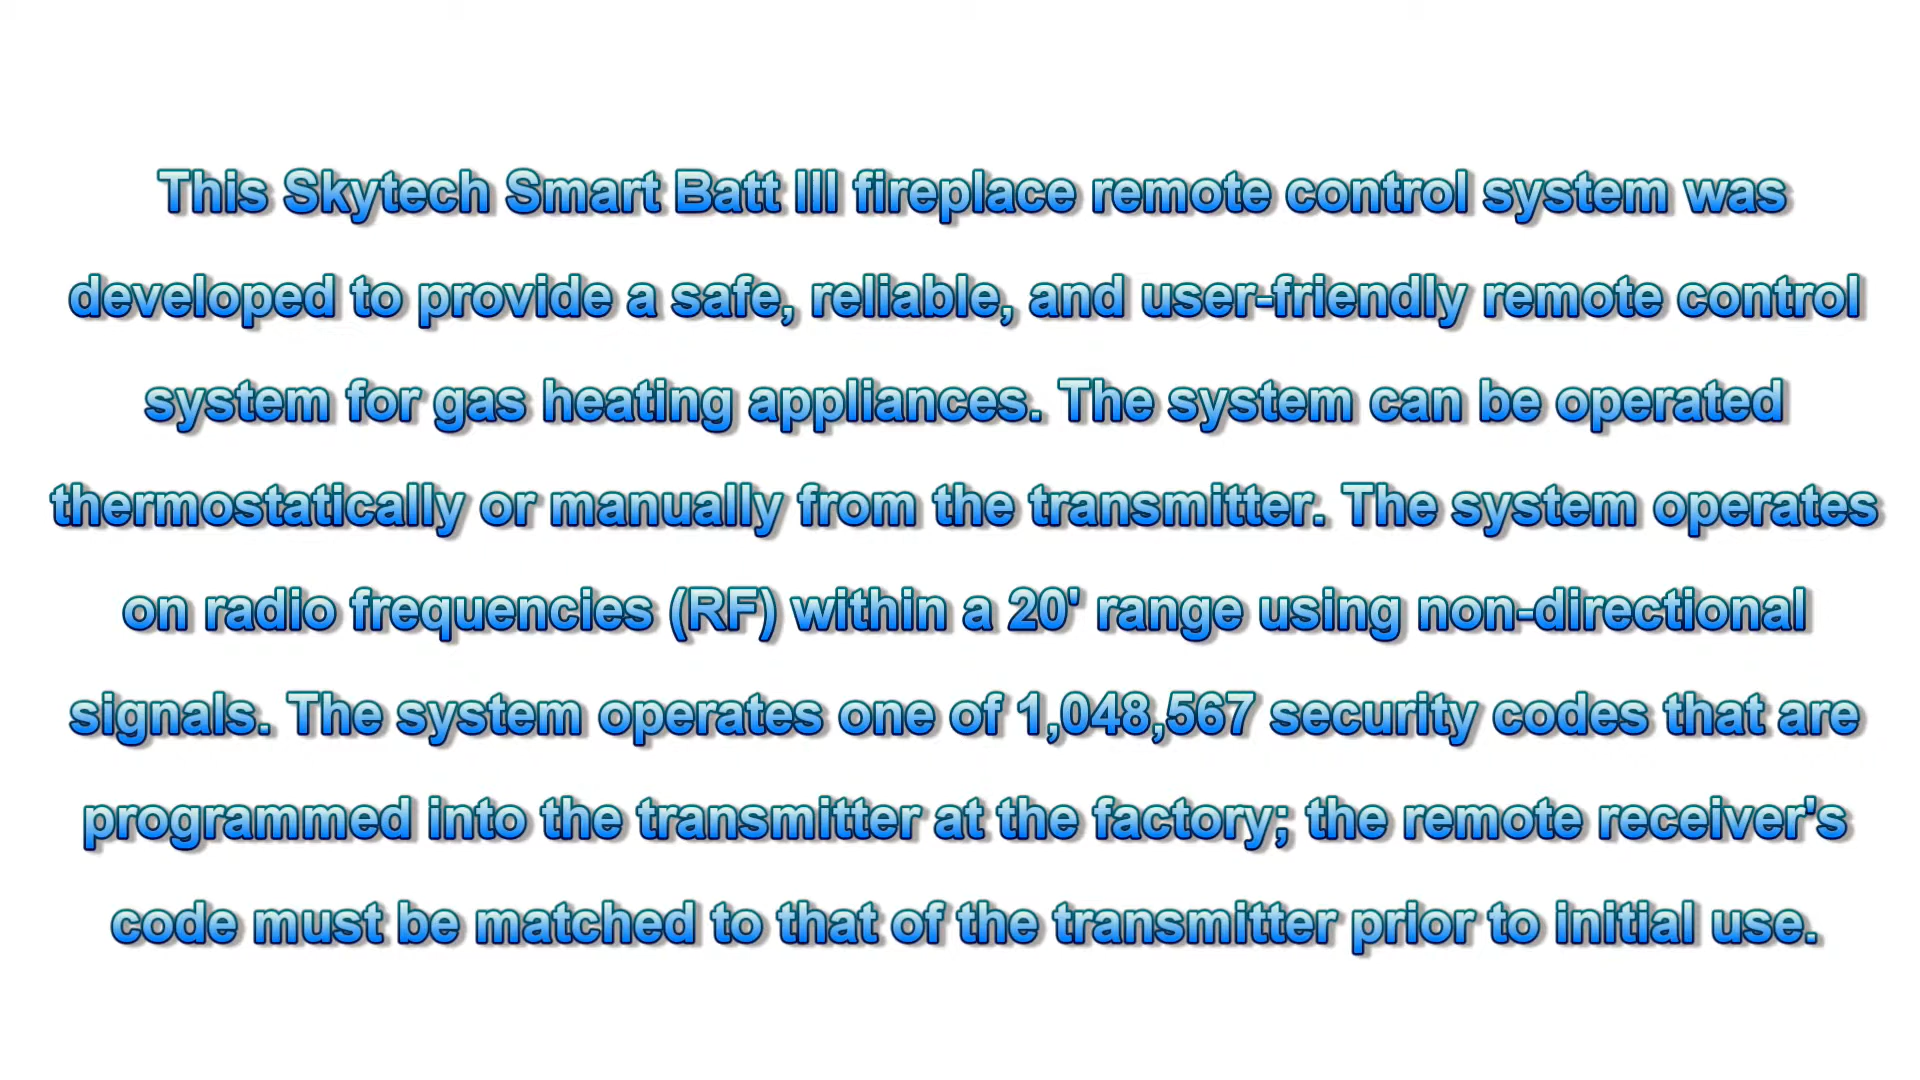 This Skytech Smart Batt III fireplace remote control system was
developed to provide a safe, reliable, and user-friendly remote control
system for gas heating appliances. The system can be operated
thermostatically or manually from the transmitter. The system operates
on radio frequencies (RF) within a 20' range using non-directional
signals. The system operates one of 1,048,567 security codes that are
programmed into the transmitter at the factory; the remote receiver's
code must be matched to that of the transmitter prior to initial use.